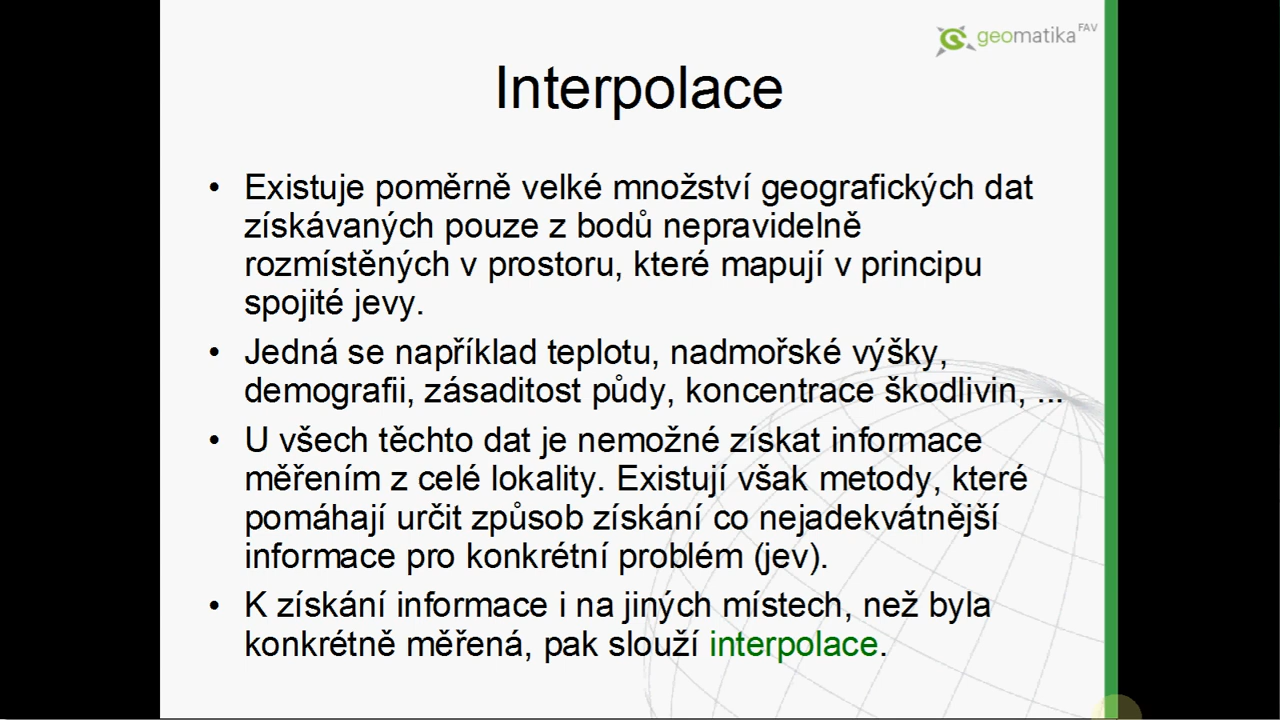 geomatika FAV
Interpolace
• Existuje poměrně velké množství geografických dat
získávaných pouze z bodů nepravidelně
rozmístěných v prostoru, které mapují v principu
spojité jevy.
• Jedná se například teplotu, nadmořské výšky,
demografii, zásaditost půdy, koncentrace škodlivin, ...
• U všech těchto dat je nemožné získat informace
měřením z celé lokality. Existují však metody, které
pomáhají určit způsob získání co nejadekvátnější
informace pro konkrétní problém (jev).
• K získání informace i na jiných místech, než byla
konkrétně měřená, pak slouží interpolace.